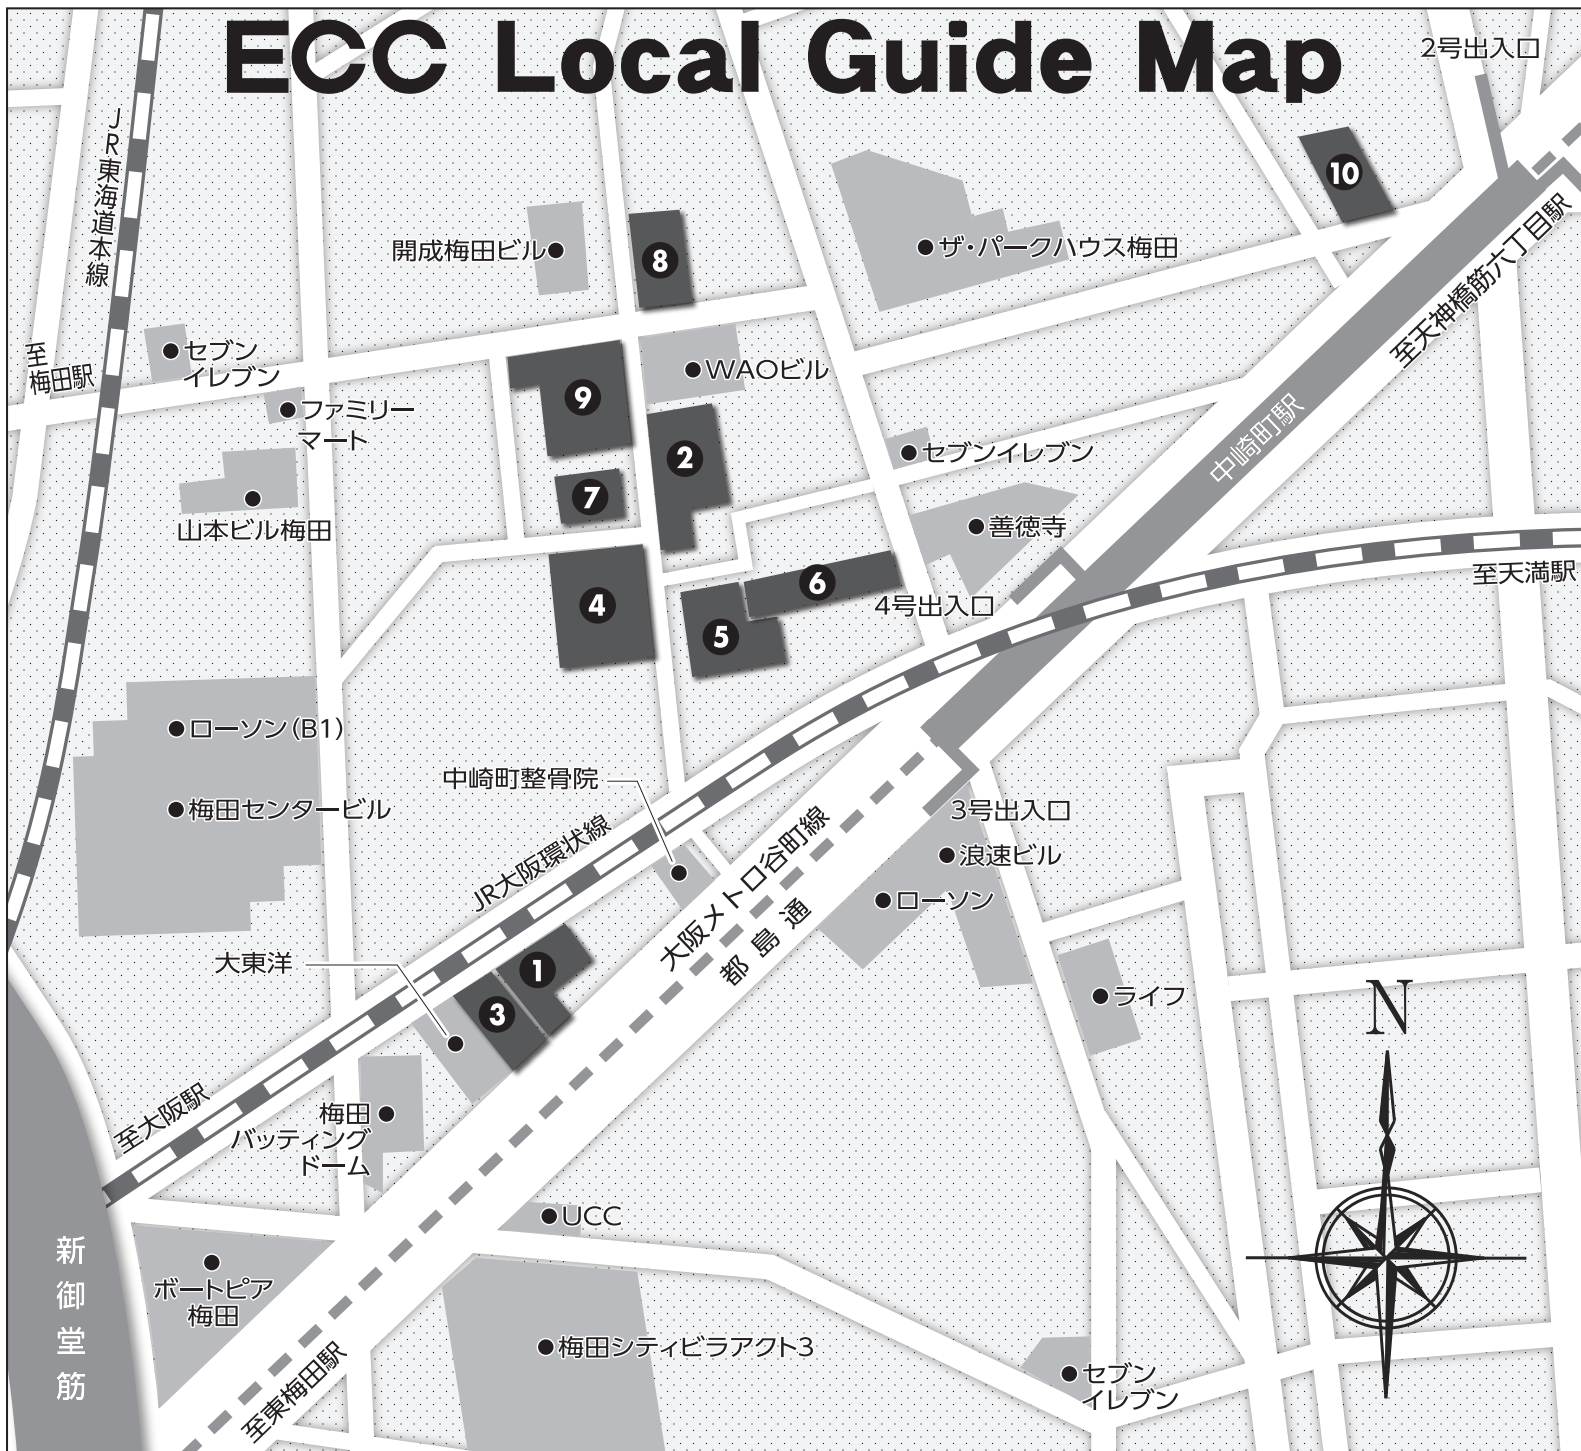 ECC Local Guide Map
2号出入口
JR東海道本線
10
至天神橋筋六丁目駅
開成梅田ビル
8
ザ・パークハウス梅田
至
梅田駅
セブン
イレブン
WAOビル
9
ファミリー
マート
2
セブンイレブン
中崎町駅
7
山本ビル梅田
善徳寺
至天満駅
6
4号出入口
4
5
ローソン(B1)
中崎町整骨院
梅田センタービル
3号出入口
JR大阪環状線
大阪メトロ谷町線
都島通
浪速ビル
ローソン
大東洋
1
3
ライフ
N
至大阪駅
梅田
バッティング
ドーム
UCC
新御堂筋
ボートピア
梅田
梅田シティビラアクト3
至東梅田駅
セブン
イレブン